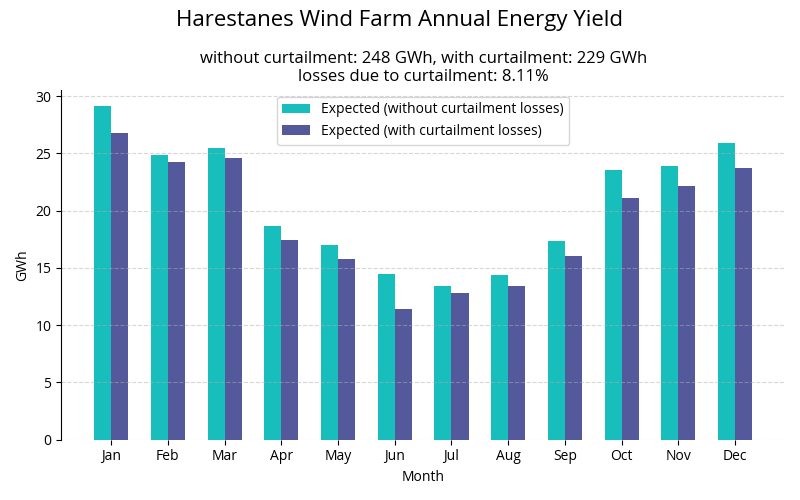 Harestanes Wind Farm Annual Energy Yield
without curtailment: 248 GWh, with curtailment: 229 GWh
losses due to curtailment: 8.11%
Expected (without curtailment losses)
Expected (with curtailment losses)
GWh
30
25
20
15
10
5
0
Jan Feb Mar Apr May Jun Jul Aug Sep Oct Nov Dec
Month